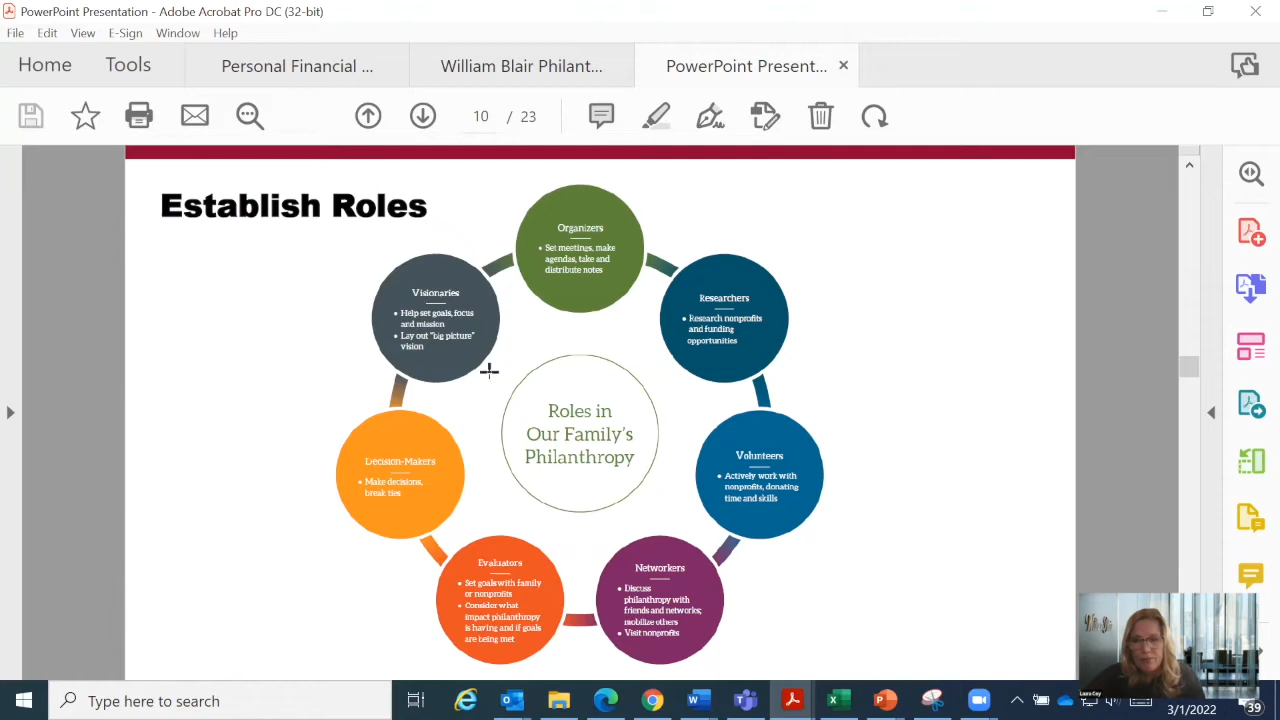 PowerPoint Presentation - Adobe Acrobat Pro DC (32-bit)
File Edit View E-Sign Window Help
Home Tools Personal Financial ... William Blair Philant... PowerPoint Present...
10 / 23
Establish Roles
Organizers
• Set meetings, make
agendas, take and
distribute notes
Researchers
• Research nonprofits
and funding
opportunities
Volunteers
• Actively work with
nonprofits, donating
time and skills
Networkers
• Discuss
philanthropy with
friends and networks;
mobilize others
• Visit nonprofits
Evaluators
• Set goals with family
or nonprofits
• Consider what
impact philanthropy
is having and if goals
are being met
Decision-Makers
• Make decisions,
break ties
Visionaries
• Help set goals, focus
and mission
• Lay out "big picture"
vision
Roles in
Our Family's
Philanthropy
Type here to search
3/1/2022
39